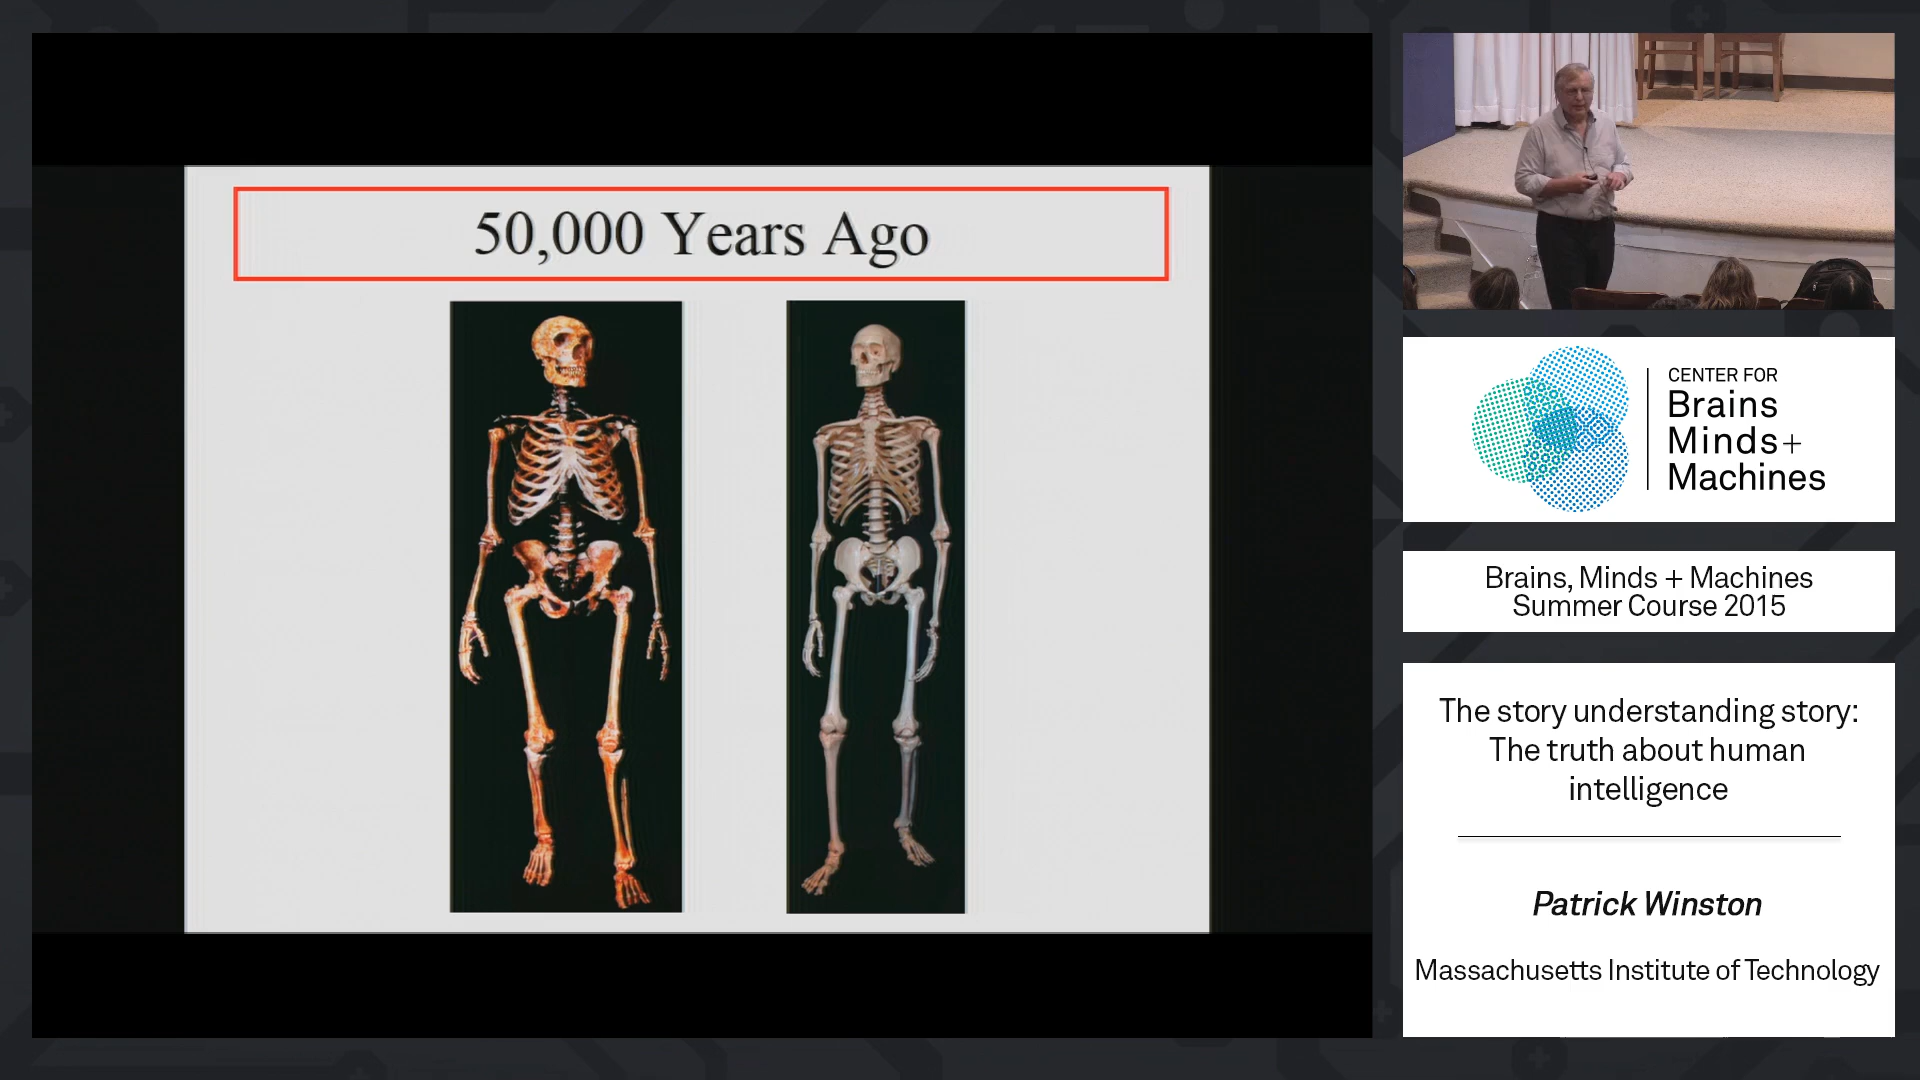 50,000 Years Ago
CENTER FOR
Brains
Minds+
Machines
Brains, Minds + Machines
Summer Course 2015
The story understanding story:
The truth about human
intelligence
Patrick Winston
Massachusetts Institute of Technology